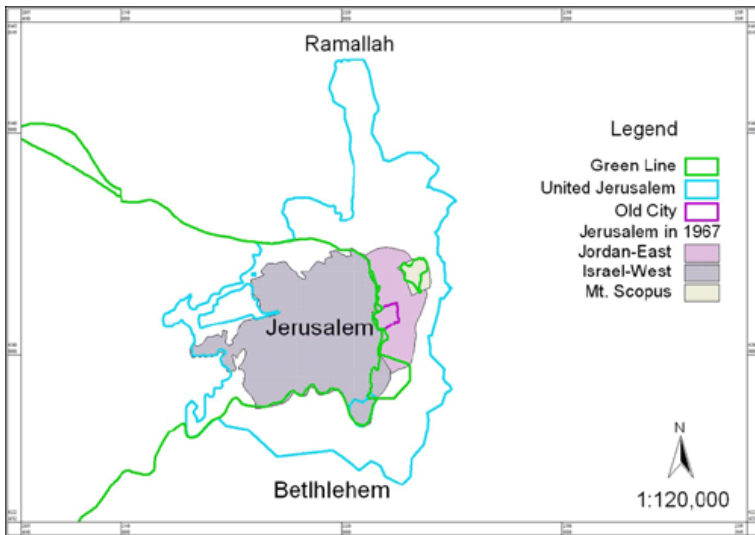 Ramallah
Legend
Green Line
United Jerusalem
Old City
Jerusalem in 1967
Jordan-East
Israel-West
Mt. Scopus
Jerusalem
N
1:120,000
Betlhlehem